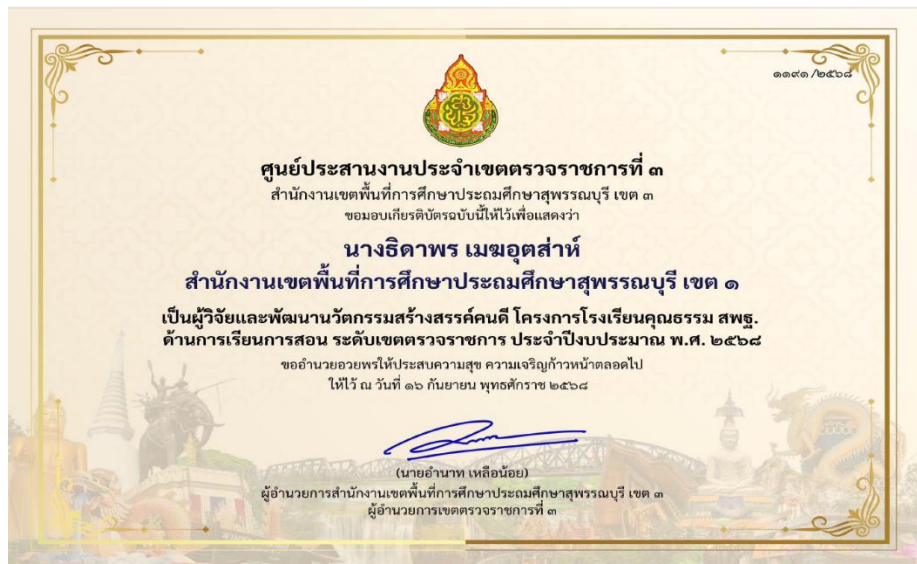 ๑๑๙๑ /๒๕๖๘
ศูนย์ประสานงานประจำเขตตรวจราชการที่ ๓
สำนักงานเขตพื้นที่การศึกษาประถมศึกษาสุพรรณบุรี เขต ๓
ขอมอบเกียรติบัตรฉบับนี้ให้ไว้เพื่อแสดงว่า
นางธิดาพร เมฆอุตส่าห์
สำนักงานเขตพื้นที่การศึกษาประถมศึกษาสุพรรณบุรี เขต ๑
เป็นผู้วิจัยและพัฒนานวัตกรรมสร้างสรรค์คนดี โครงการโรงเรียนคุณธรรม สพฐ.
ด้านการเรียนการสอน ระดับเขตตรวจราชการ ประจำปีงบประมาณ พ.ศ. ๒๕๖๘
ขออำนวยอวยพรให้ประสบความสุข ความเจริญก้าวหน้าตลอดไป
ให้ไว้ ณ วันที่ ๑๖ กันยายน พุทธศักราช ๒๕๖๘
(นายอำนาท เหลือน้อย)
ผู้อำนวยการสำนักงานเขตพื้นที่การศึกษาประถมศึกษาสุพรรณบุรี เขต ๓
ผู้อำนวยการเขตตรวจราชการที่ ๓